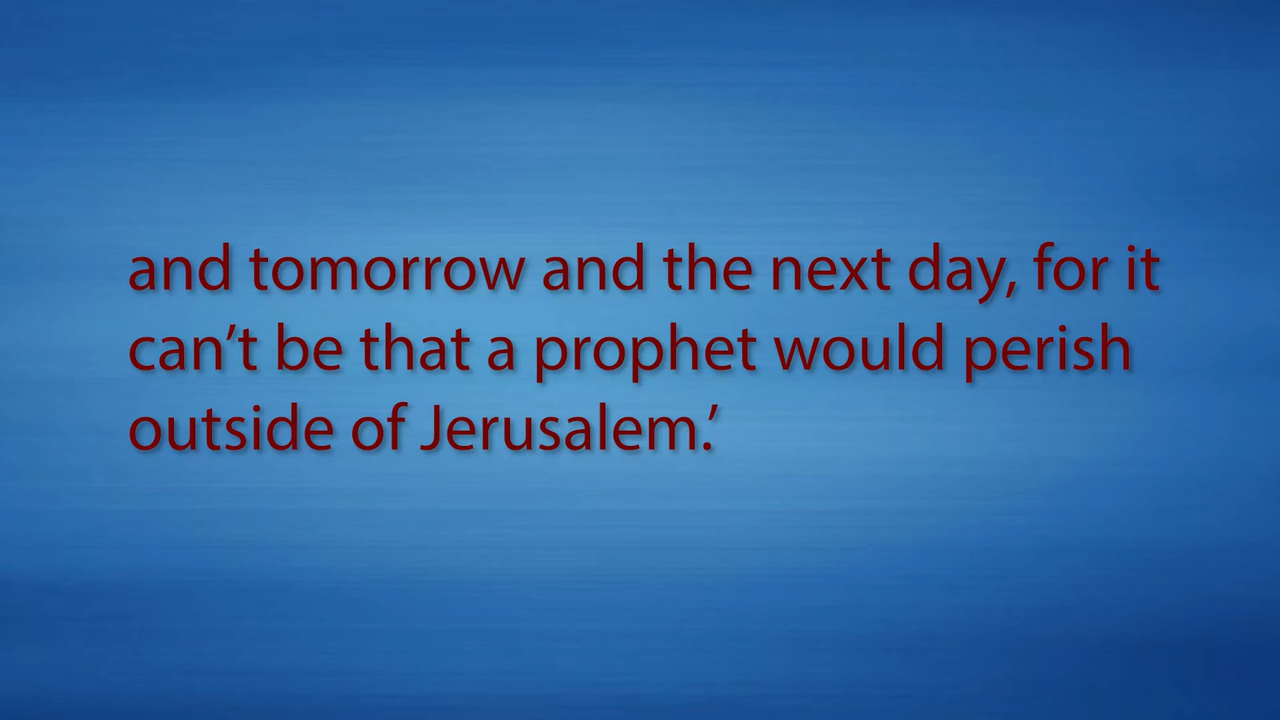 and tomorrow and the next day, for it
can’t be that a prophet would perish
outside of Jerusalem.’